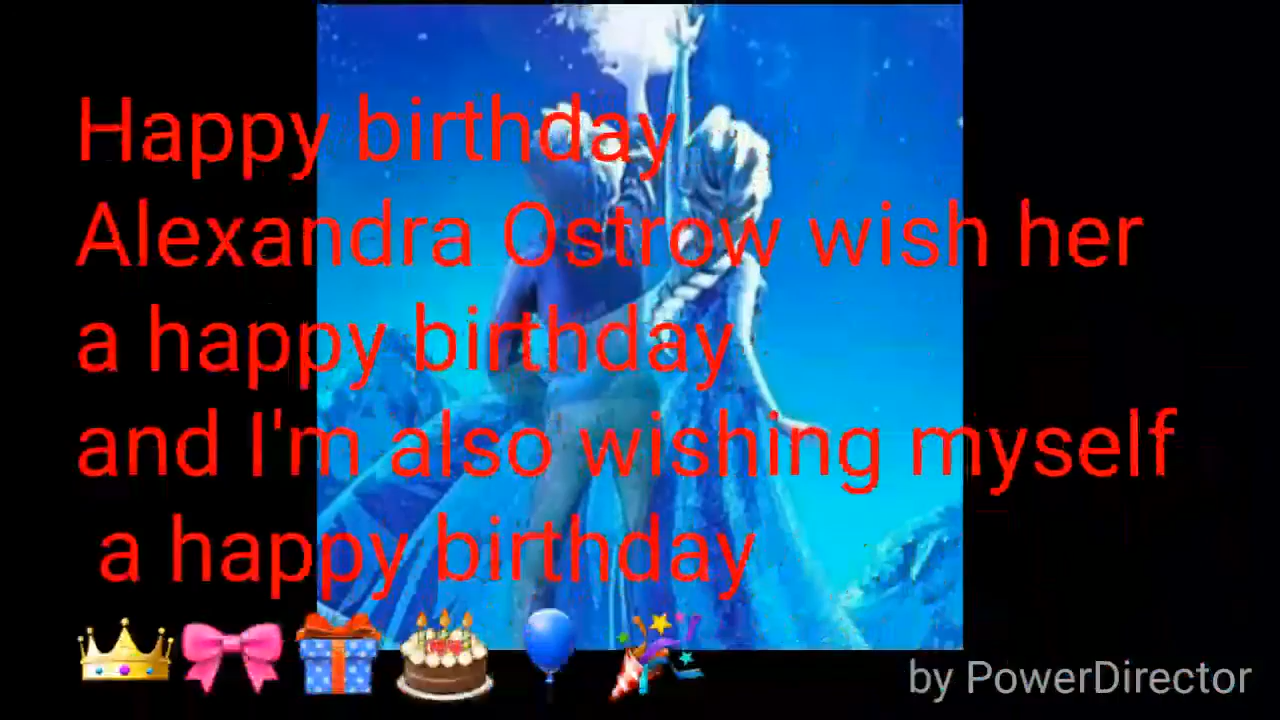 Happy birthday
Alexandra Ostrow wish her
a happy birthday
and I'm also wishing myself
a happy birthday
👑🎀🎁🎂🎈🎉
by PowerDirector